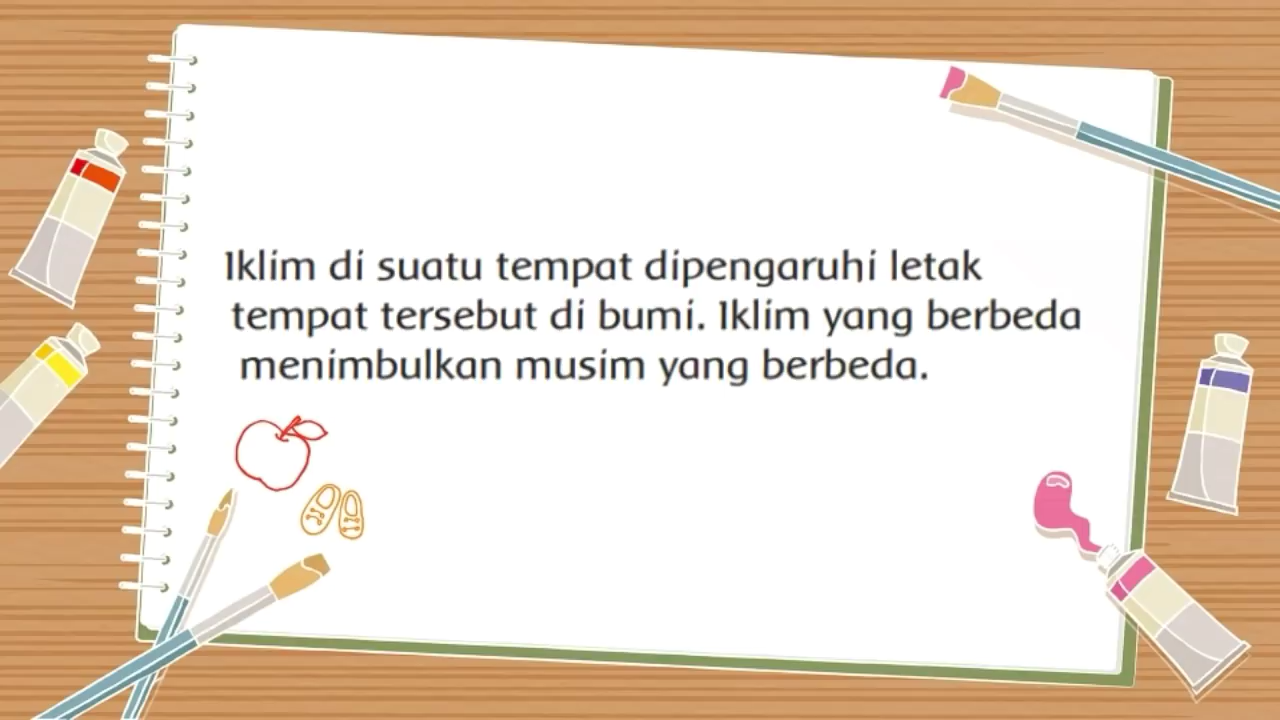 Iklim di suatu tempat dipengaruhi letak
tempat tersebut di bumi. Iklim yang berbeda
menimbulkan musim yang berbeda.